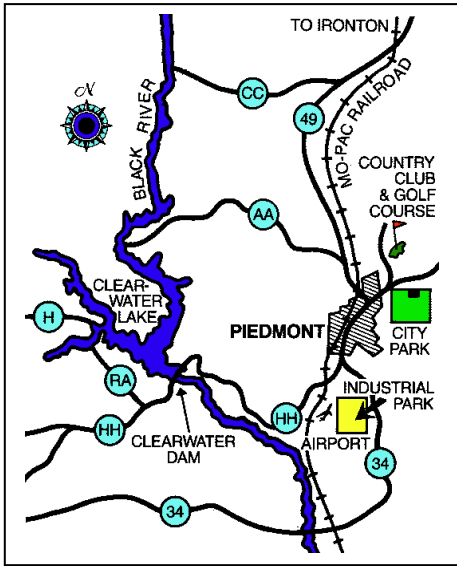 TO IRONTON
N
CC
49
BLACK RIVER
MO-PAC RAILROAD
COUNTRY
CLUB
& GOLF
COURSE
AA
CLEAR-
WATER
LAKE
H
PIEDMONT
CITY
PARK
RA
INDUSTRIAL
PARK
HH
HH
CLEARWATER
DAM
AIRPORT
34
34